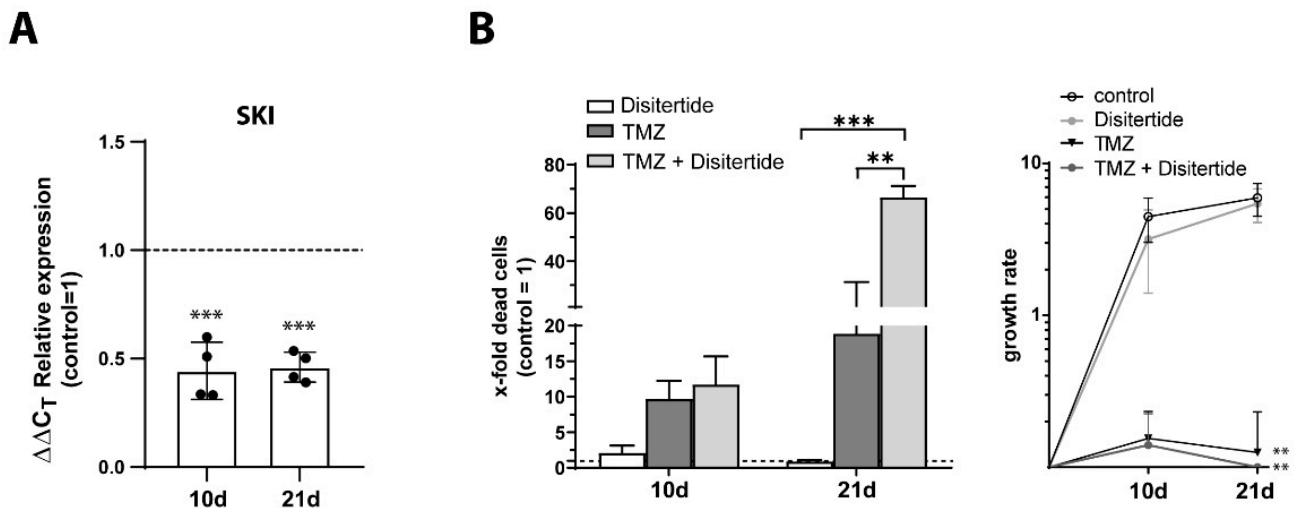 A
SKI
ΔΔCT Relative expression
(control=1)
1.5
1.0
0.5
0.0
***
***
10d
21d
B
Disitertide
TMZ
TMZ + Disitertide
***
**
x-fold dead cells
(control = 1)
80
60
40
20
15
10
5
0
10d
21d
control
Disitertide
TMZ
TMZ + Disitertide
growth rate
10
1
**
**
10d
21d